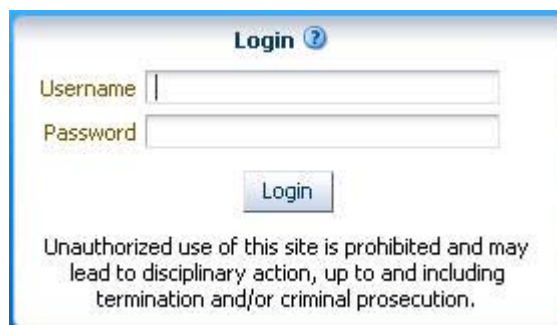 Login
Username
Password
Login
Unauthorized use of this site is prohibited and may
lead to disciplinary action, up to and including
termination and/or criminal prosecution.